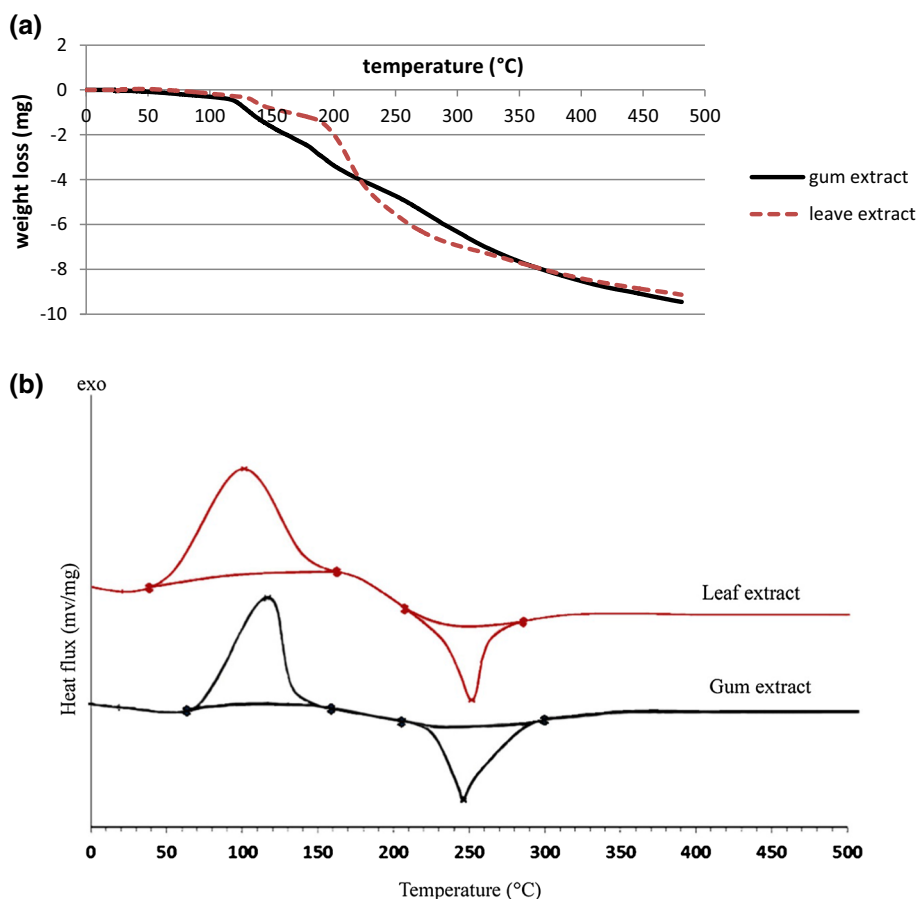 (a)
2
temperature (°C)
0
0 50 100 150 200 250 300 350 400 450 500
-2
-4
-6
-8
-10
weight loss (mg)
gum extract
leave extract
(b)
exo
Heat flux (mv/mg)
Leaf extract
Gum extract
0 50 100 150 200 250 300 350 400 450 500
Temperature (°C)